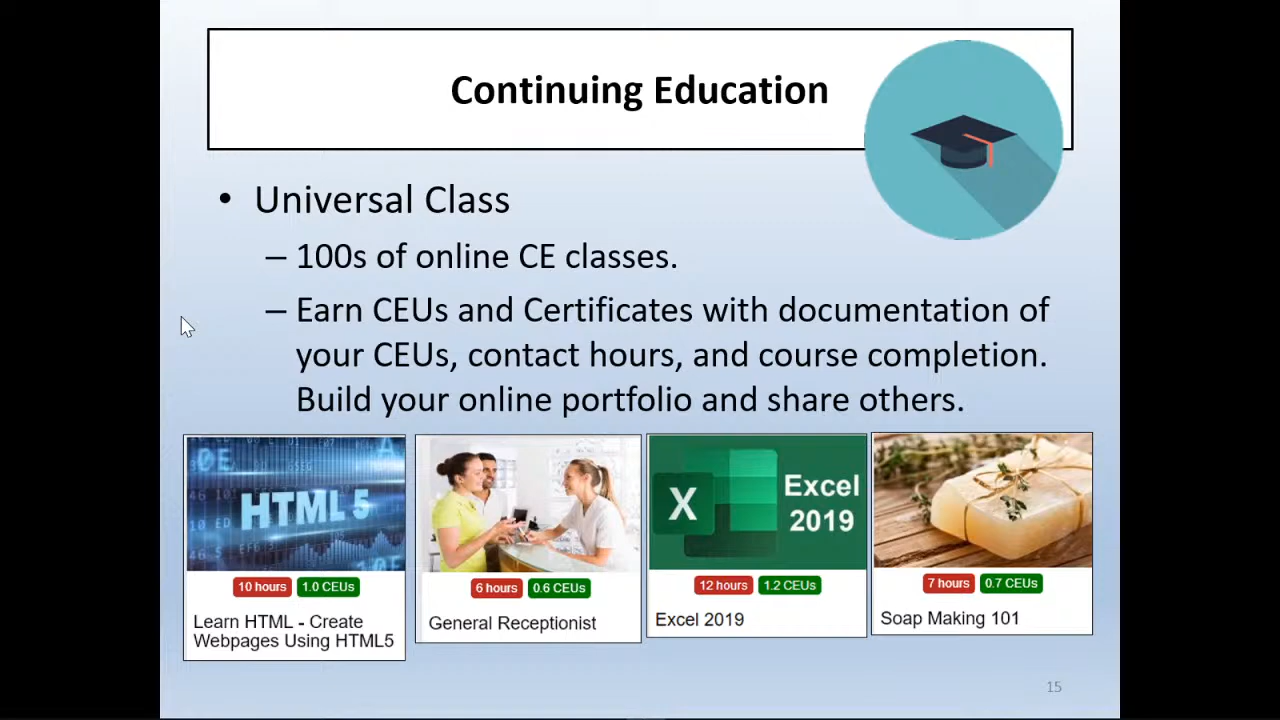 Continuing Education
• Universal Class
– 100s of online CE classes.
– Earn CEUs and Certificates with documentation of
your CEUs, contact hours, and course completion.
Build your online portfolio and share others.
HTML 5
10 hours 1.0 CEUs
Learn HTML - Create
Webpages Using HTML5
6 hours 0.6 CEUs
General Receptionist
X
Excel
2019
12 hours 1.2 CEUs
Excel 2019
7 hours 0.7 CEUs
Soap Making 101
15